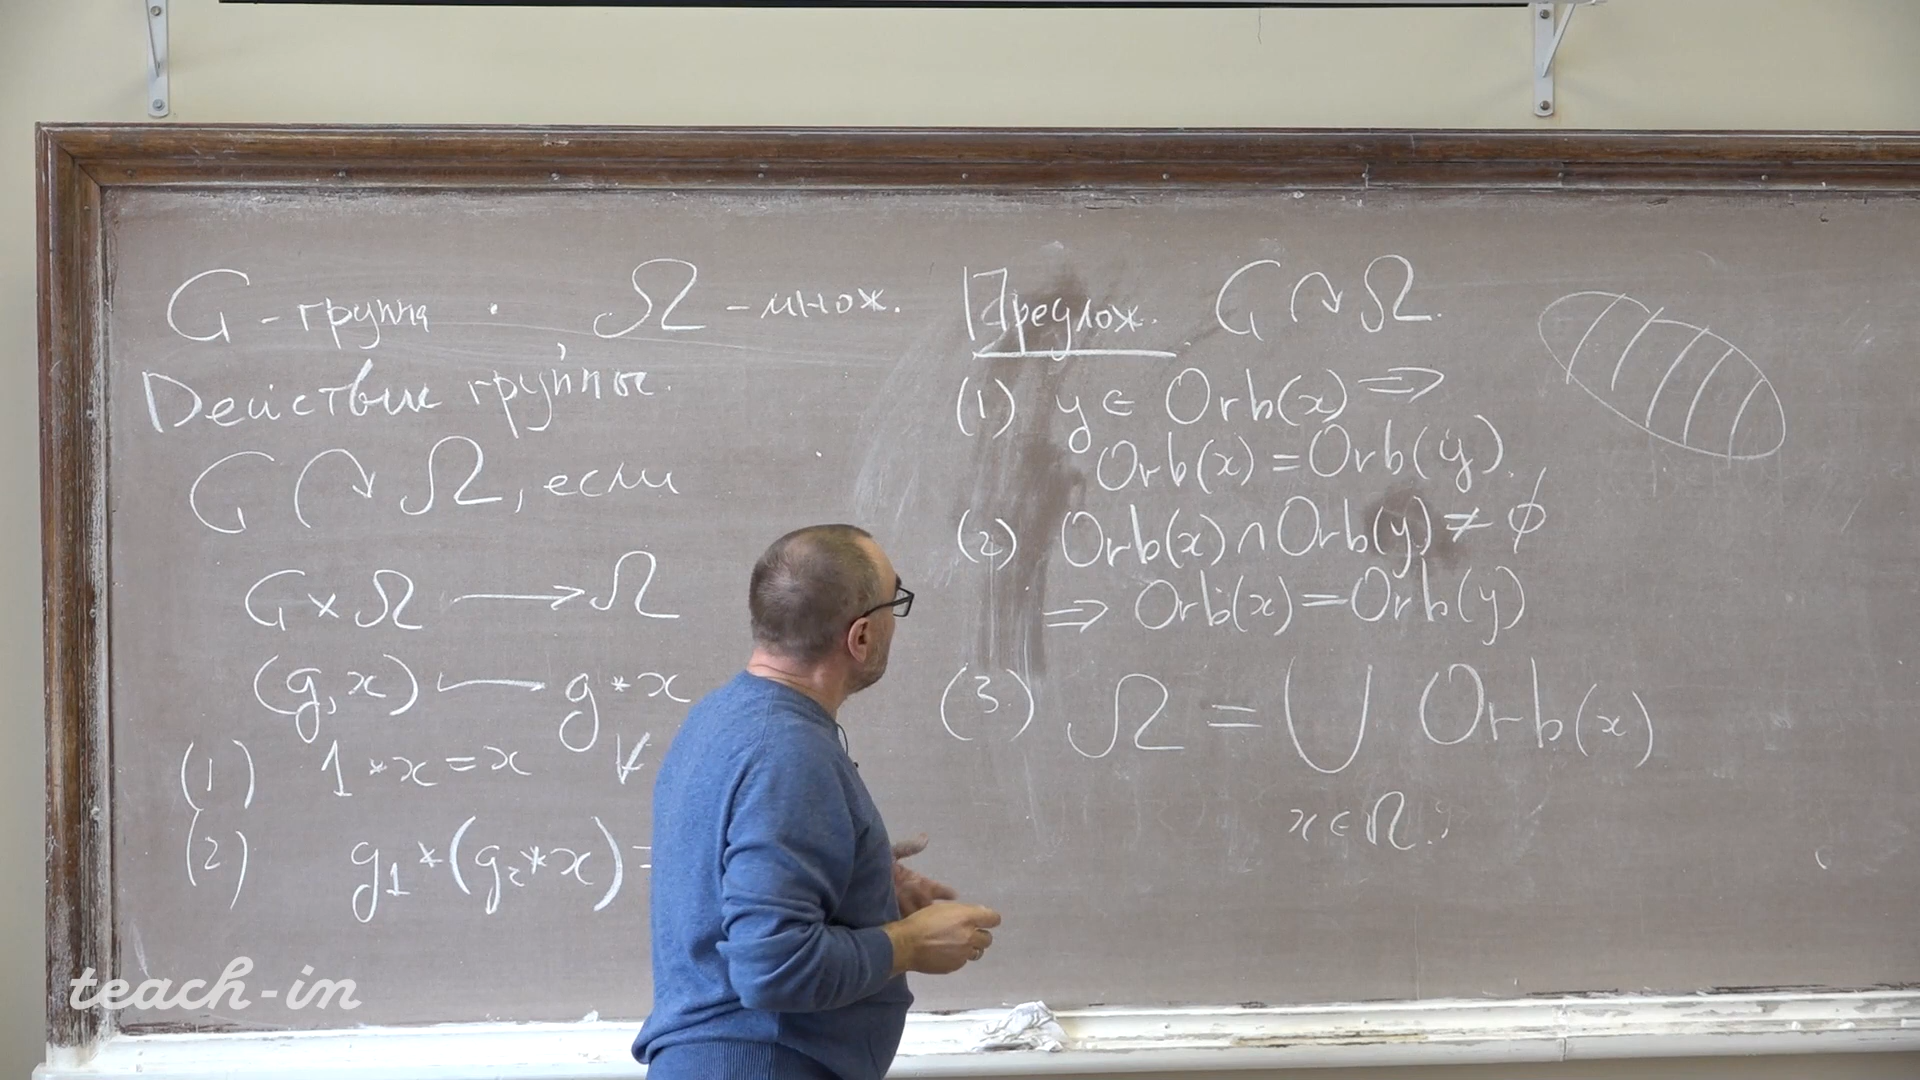 G - группа . Ω - множ.
Действие группы.
G ↷ Ω, если
G × Ω ⟶ Ω
(g, x) ⟼ g * x
(1) 1 * x = x ∀
(2) g₁ * (g₂ * x) =
Предлож. G ↷ Ω.
(1) y ∈ Orb(x) ⇒
Orb(x) = Orb(y).
(2) Orb(x) ∩ Orb(y) ≠ ∅
⇒ Orb(x) = Orb(y)
(3) Ω = ⋃ Orb(x)
x ∈ Ω.
teach-in